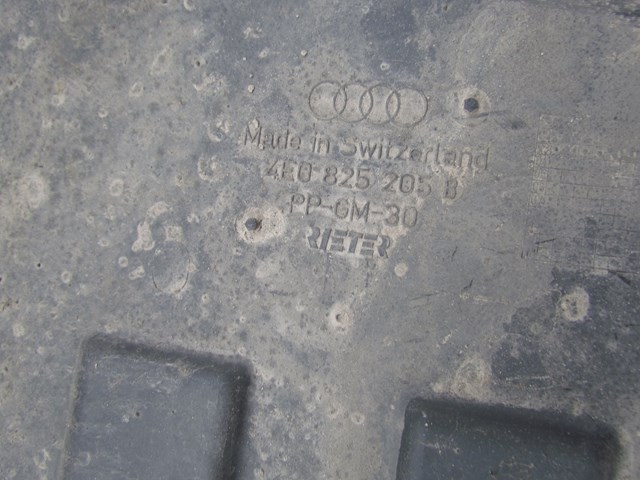 Made in Switzerland
4E0 825 205 B
PP-GM-30
RIETER